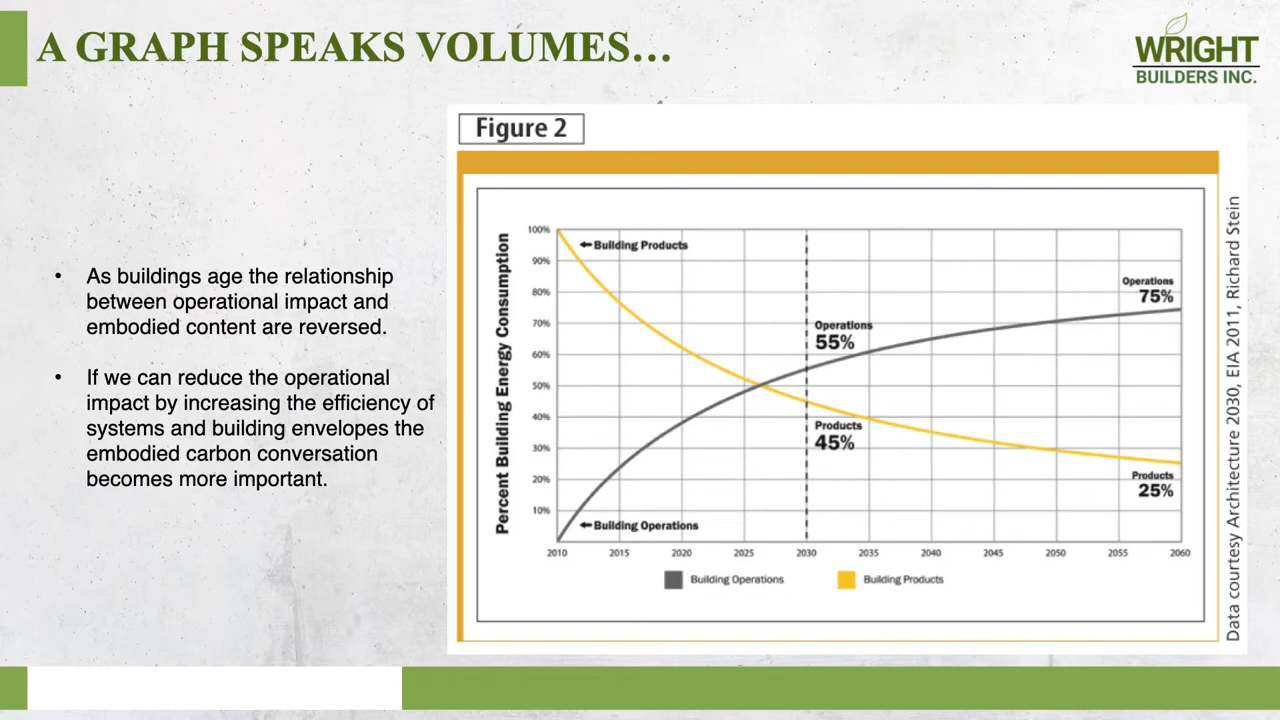 A GRAPH SPEAKS VOLUMES…
WRIGHT
BUILDERS INC.
• As buildings age the relationship
between operational impact and
embodied content are reversed.
• If we can reduce the operational
impact by increasing the efficiency of
systems and building envelopes the
embodied carbon conversation
becomes more important.
Figure 2
Percent Building Energy Consumption
100%
90%
80%
70%
60%
50%
40%
30%
20%
10%
Building Products
Operations
75%
Operations
55%
Products
45%
Products
25%
Building Operations
2010 2015 2020 2025 2030 2035 2040 2045 2050 2055 2060
Building Operations Building Products
Data courtesy Architecture 2030, EIA 2011, Richard Stein